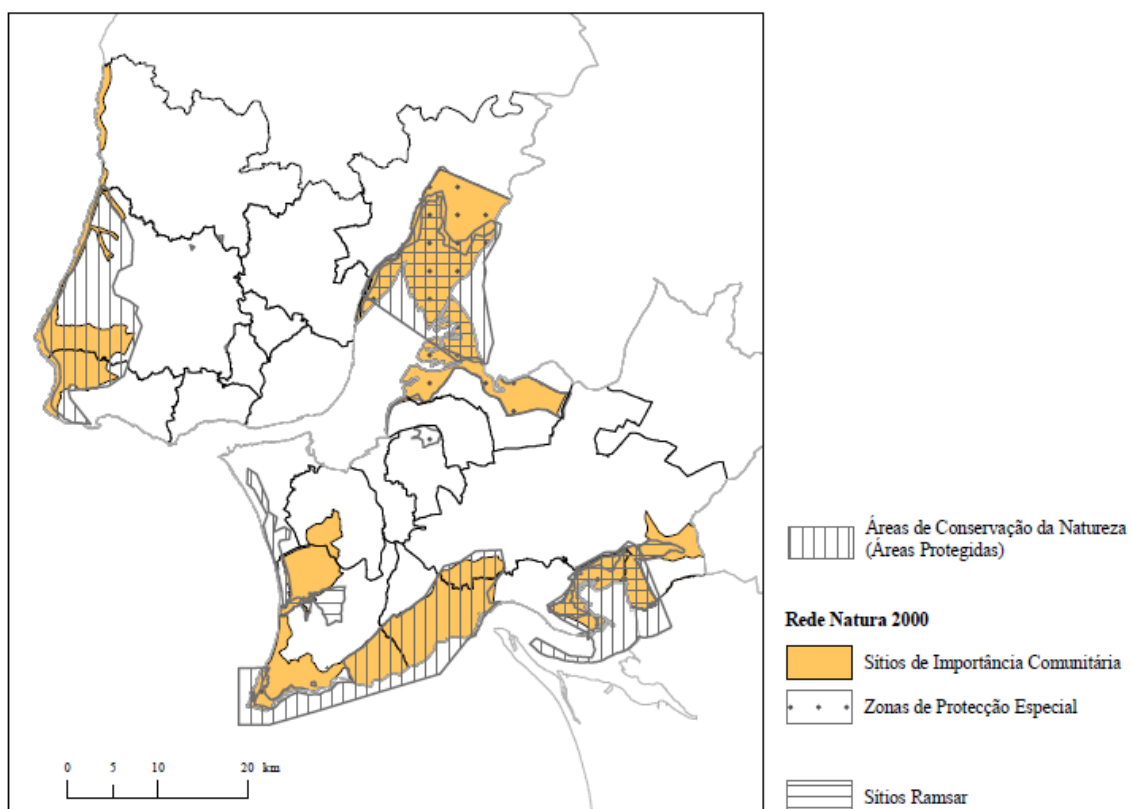 Áreas de Conservação da Natureza
(Áreas Protegidas)
Rede Natura 2000
Sítios de Importância Comunitária
Zonas de Protecção Especial
Sítios Ramsar
0 5 10 20 km